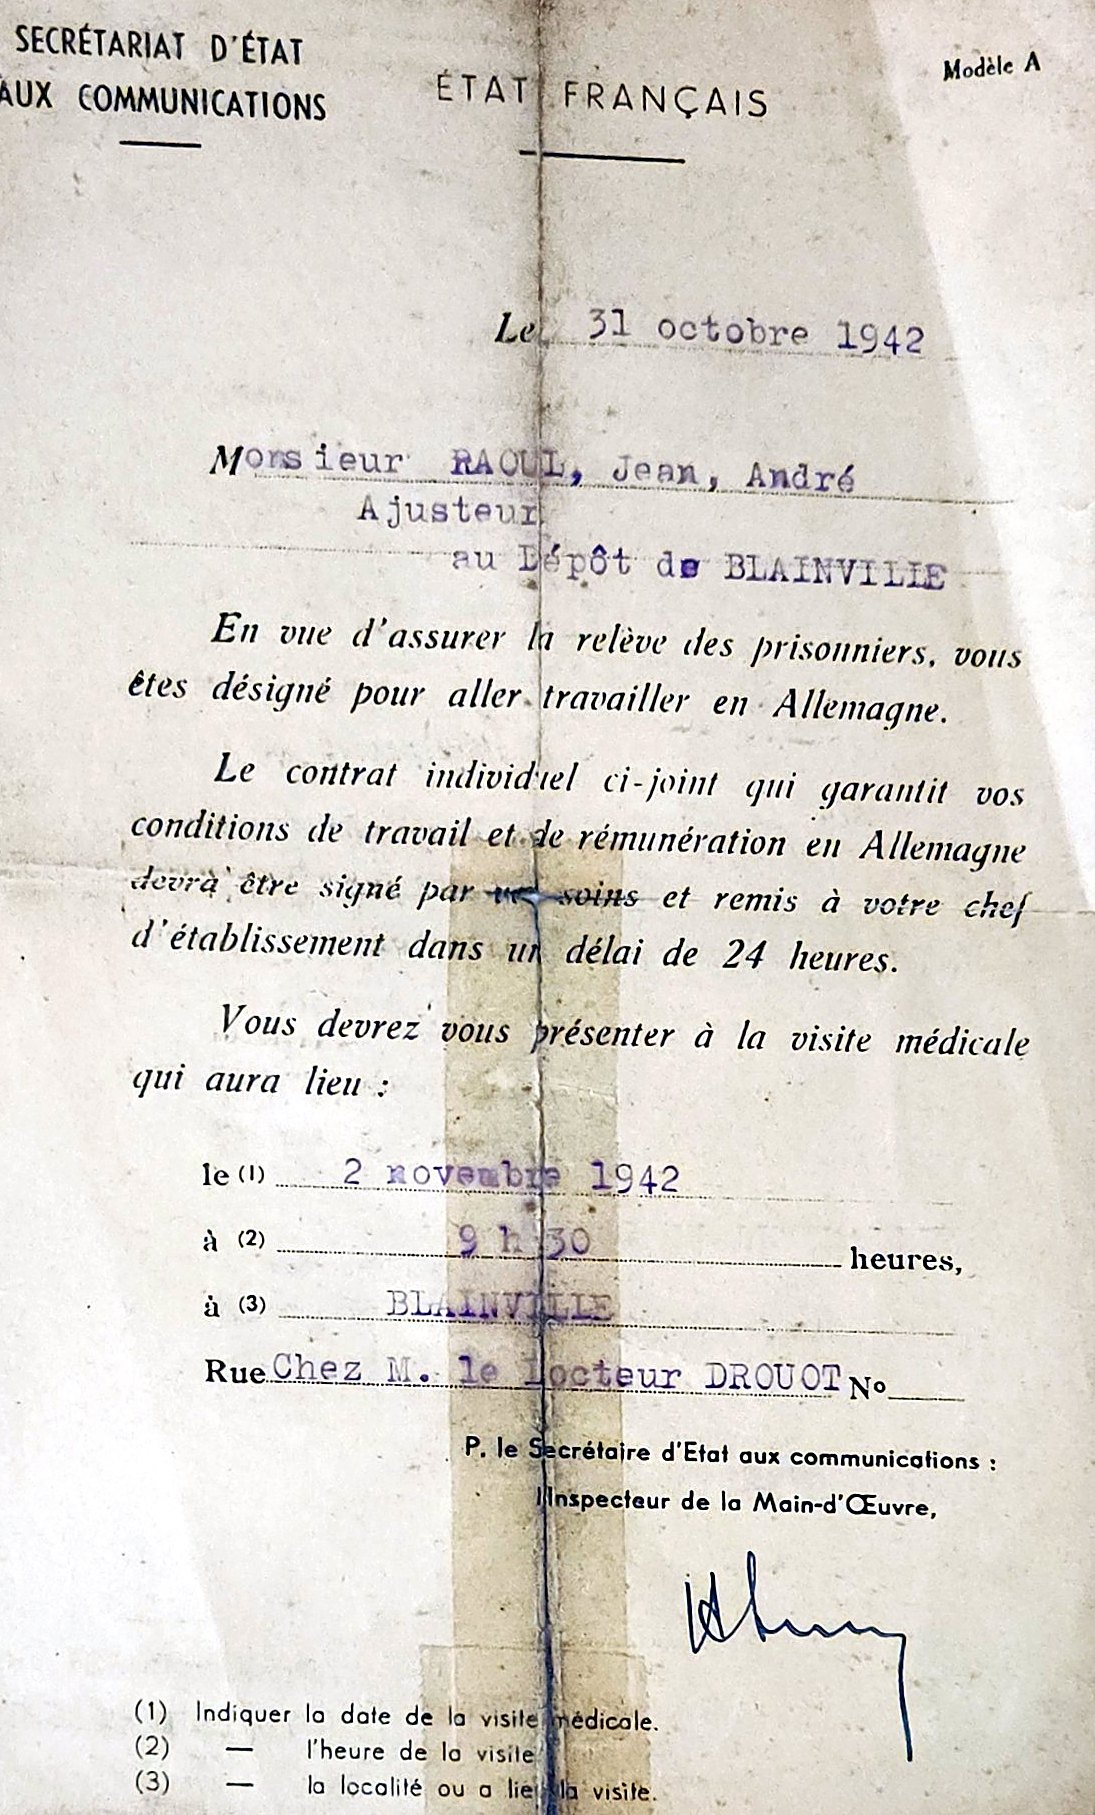 SECRÉTARIAT D'ÉTAT
AUX COMMUNICATIONS
ÉTAT FRANÇAIS
Modèle A
Le 31 octobre 1942
Monsieur RAOUL, Jean, André
Ajusteur
au Dépôt de BLAINVILLE
En vue d'assurer la relève des prisonniers, vous
êtes désigné pour aller travailler en Allemagne.
Le contrat individuel ci-joint qui garantit vos
conditions de travail et de rémunération en Allemagne
devra être signé par vos soins et remis à votre chef
d'établissement dans un délai de 24 heures.
Vous devrez vous présenter à la visite médicale
qui aura lieu :
le (1) 2 novembre 1942
à (2) 9 h 30 heures,
à (3) BLAINVILLE
Rue Chez M. le Docteur DROUOT No
P. le Secrétaire d'Etat aux communications :
l'Inspecteur de la Main-d'Œuvre,
(1) Indiquer la date de la visite médicale.
(2) — l'heure de la visite
(3) — la localité ou a lieu la visite.